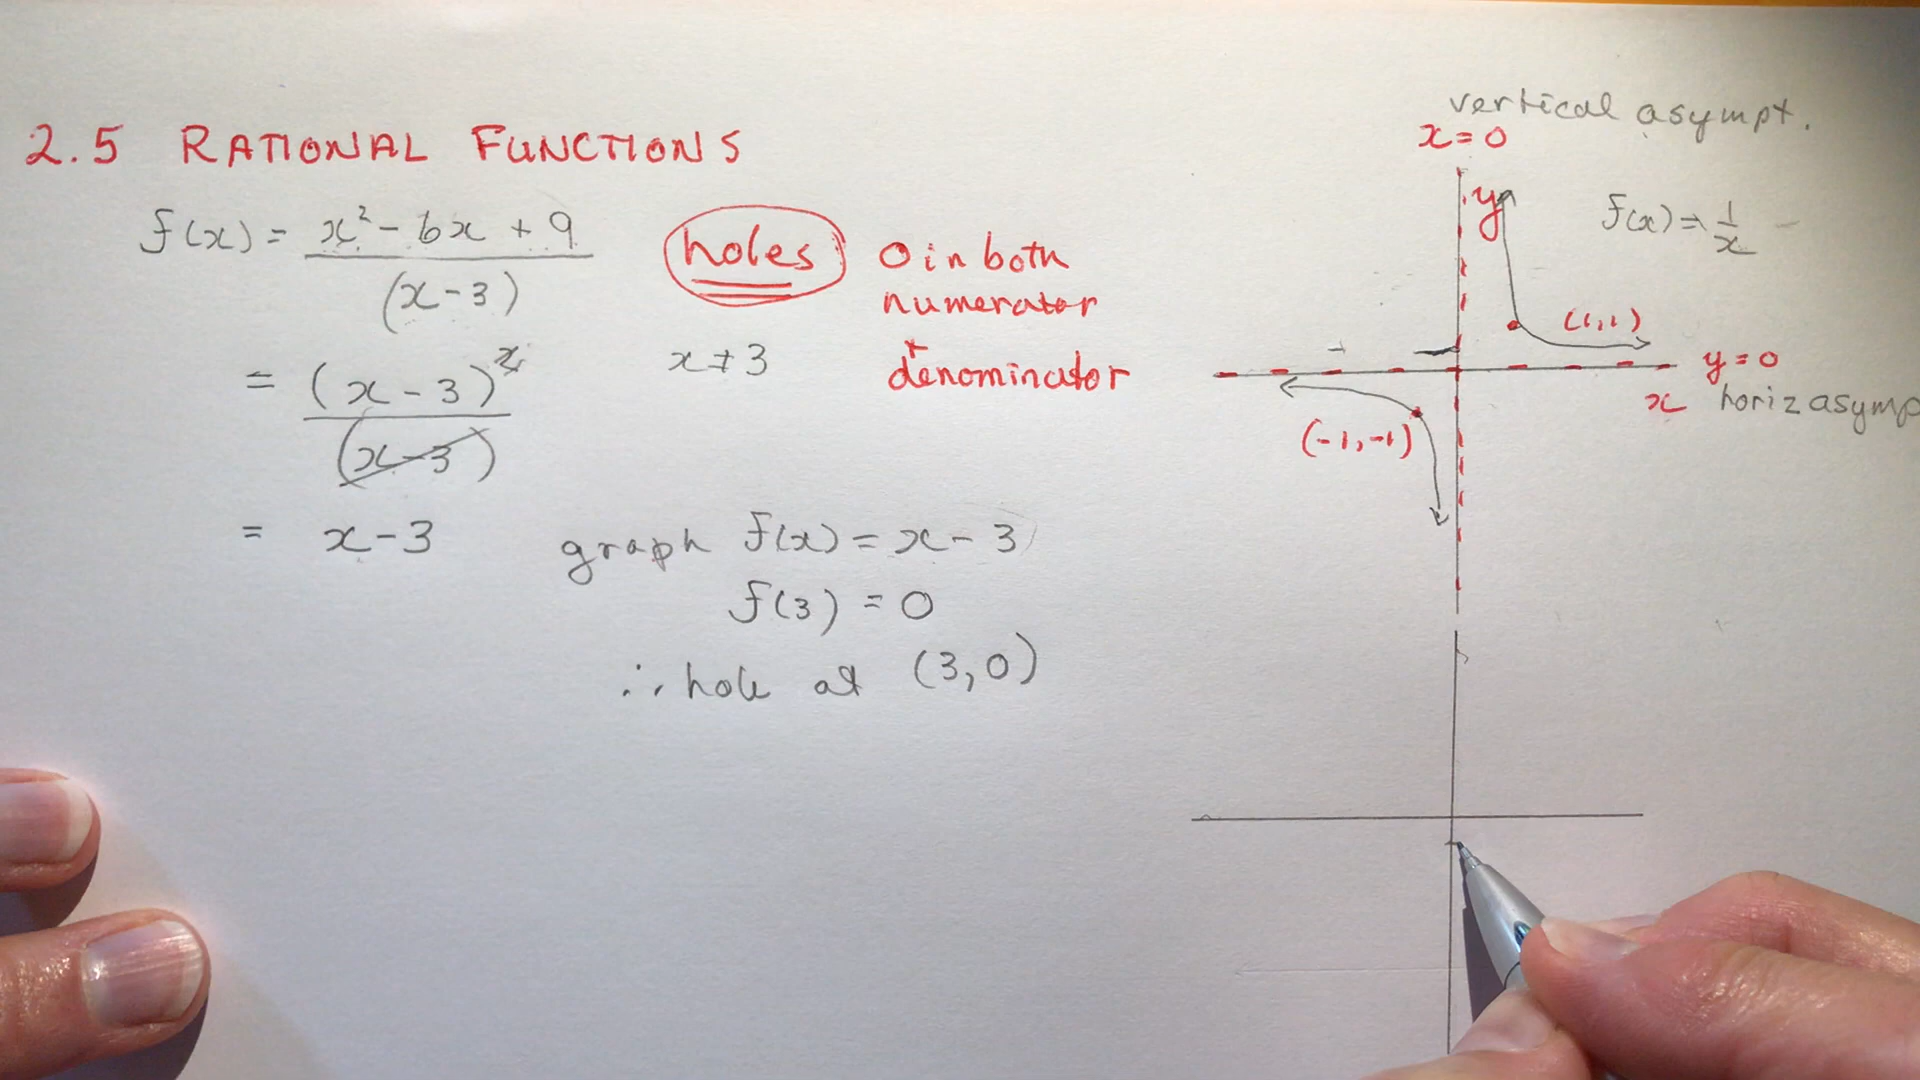 2.5 RATIONAL FUNCTIONS
f(x) = x² - 6x + 9
(x-3)
= (x-3)²
(x-3)
= x-3
holes
x≠3
0 in both
numerator
+
denominator
graph f(x) = x-3
f(3) = 0
∴ hole at (3,0)
vertical asympt.
x=0
y
f(x) = 1/x
(1,1)
y=0
x horiz asymp
(-1,-1)